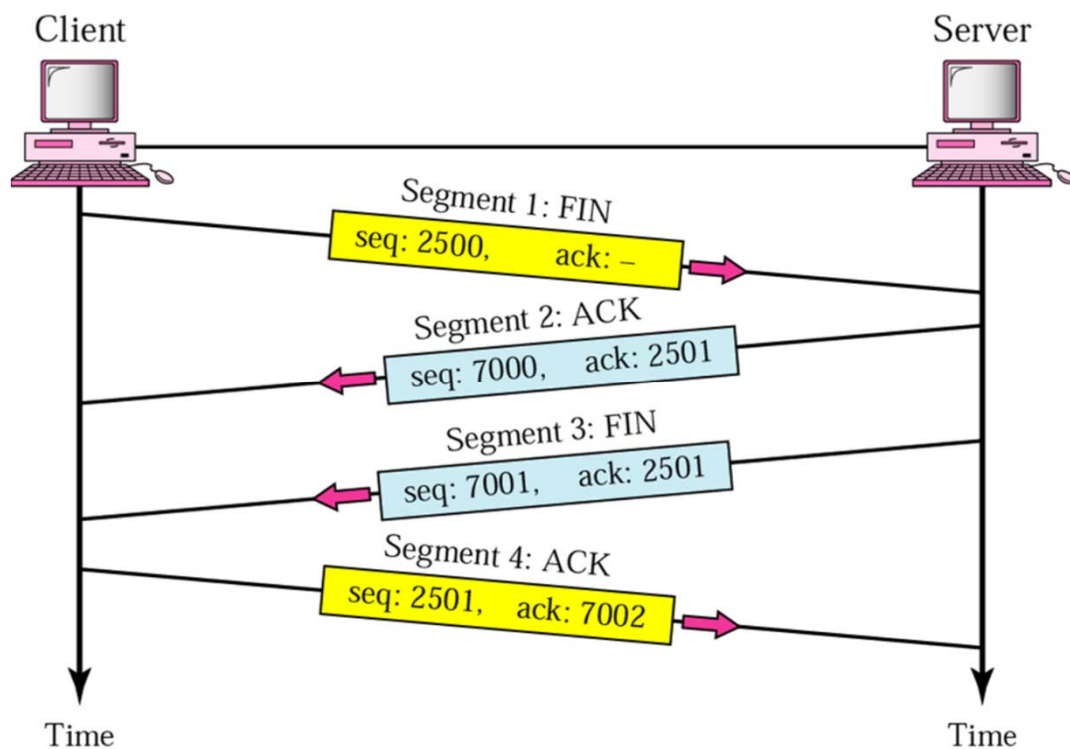 Client
Server
Segment 1: FIN
seq: 2500, ack: –
Segment 2: ACK
seq: 7000, ack: 2501
Segment 3: FIN
seq: 7001, ack: 2501
Segment 4: ACK
seq: 2501, ack: 7002
Time
Time